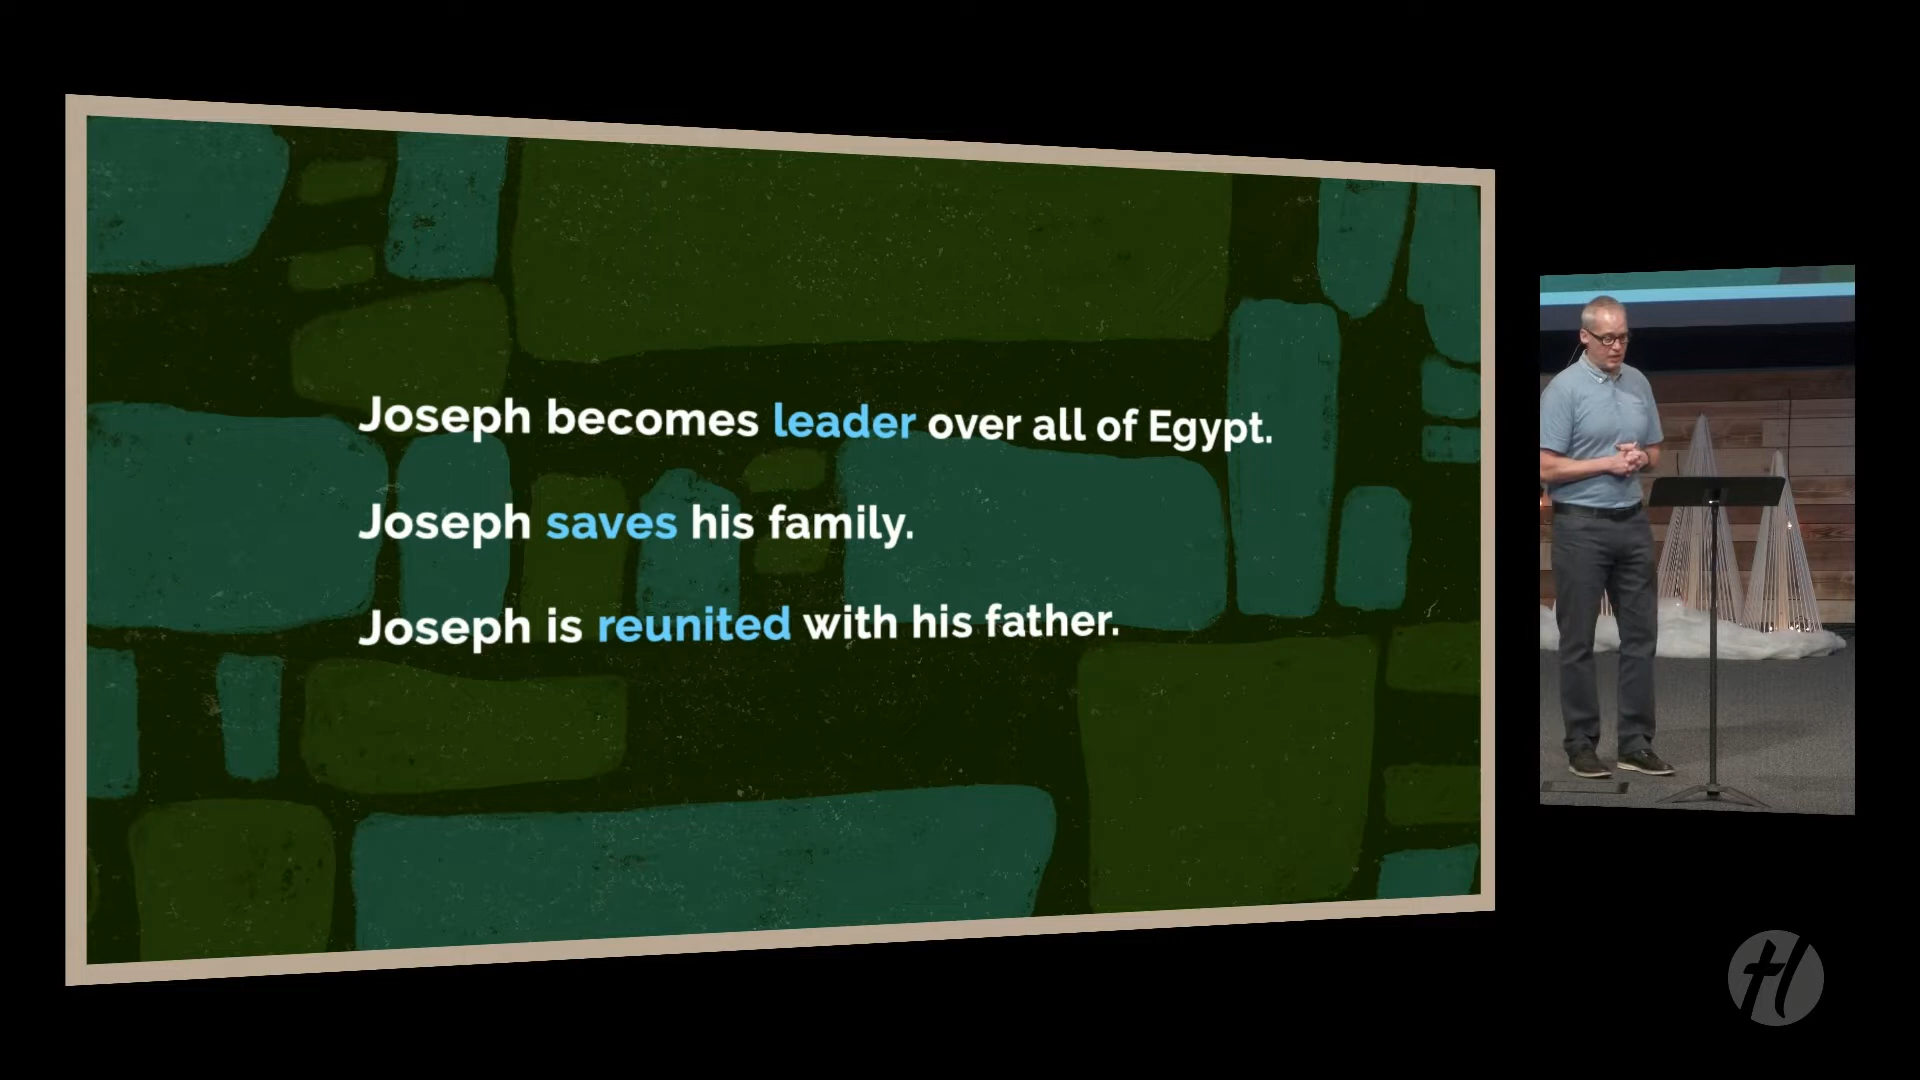 Joseph becomes leader over all of Egypt.
Joseph saves his family.
Joseph is reunited with his father.